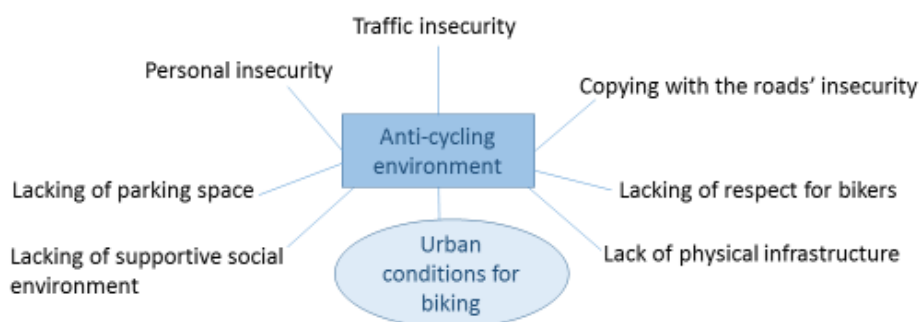 Traffic insecurity
Personal insecurity
Copying with the roads' insecurity
Anti-cycling
environment
Lacking of parking space
Lacking of respect for bikers
Lacking of supportive social
environment
Urban
conditions for
biking
Lack of physical infrastructure